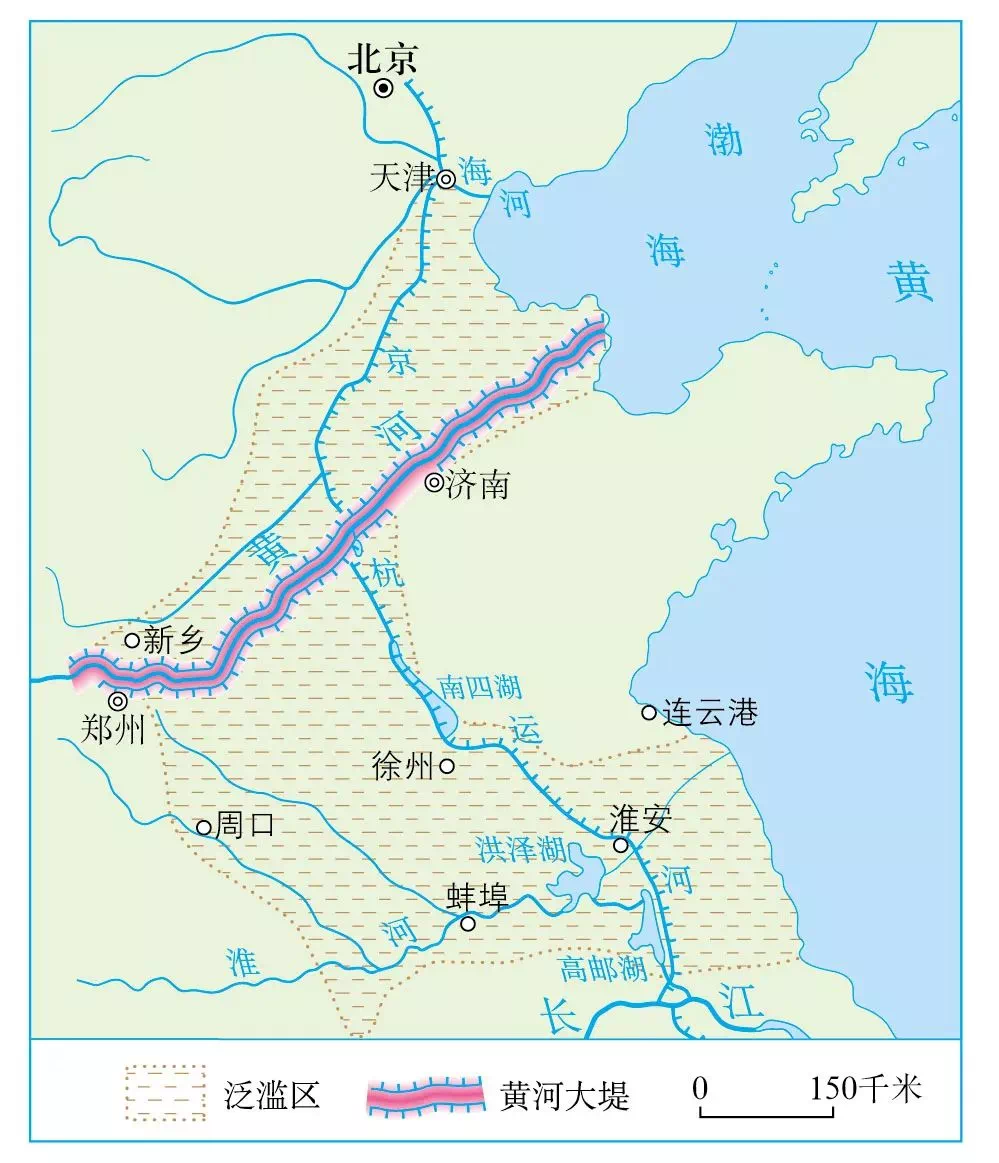 北京
天津
海河
渤海
黄海
京杭运河
黄河
济南
新乡
郑州
南四湖
连云港
徐州
周口
淮安
洪泽湖
蚌埠
淮河
高邮湖
长江
泛滥区
黄河大堤
0 150千米